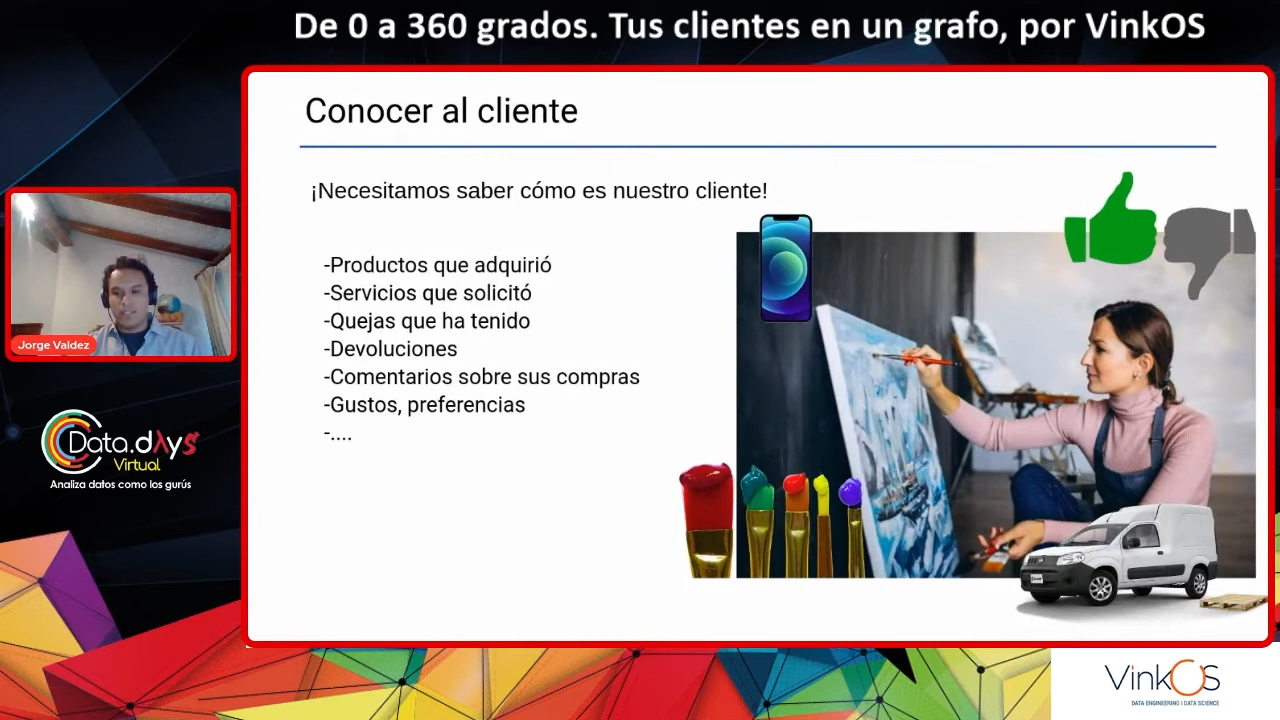 De 0 a 360 grados. Tus clientes en un grafo, por VinkOS
Conocer al cliente
¡Necesitamos saber cómo es nuestro cliente!
-Productos que adquirió
-Servicios que solicitó
-Quejas que ha tenido
-Devoluciones
-Comentarios sobre sus compras
-Gustos, preferencias
-....
Jorge Valdez
Data.dAys
Virtual
Analiza datos como los gurús
VinkOS
DATA ENGINEERING | DATA SCIENCE